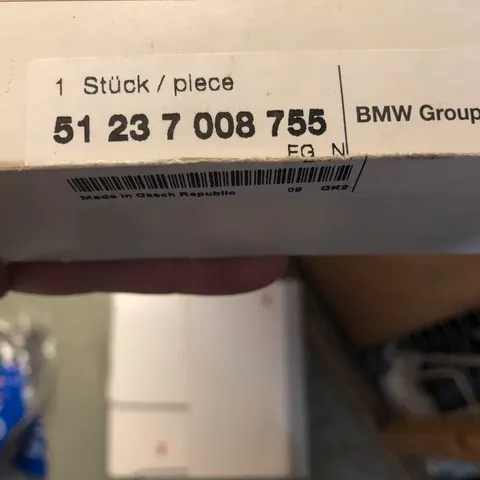 1 Stück / piece
51 23 7 008 755
BMW Group
EG N
Made in Czech Republic 09 GK2